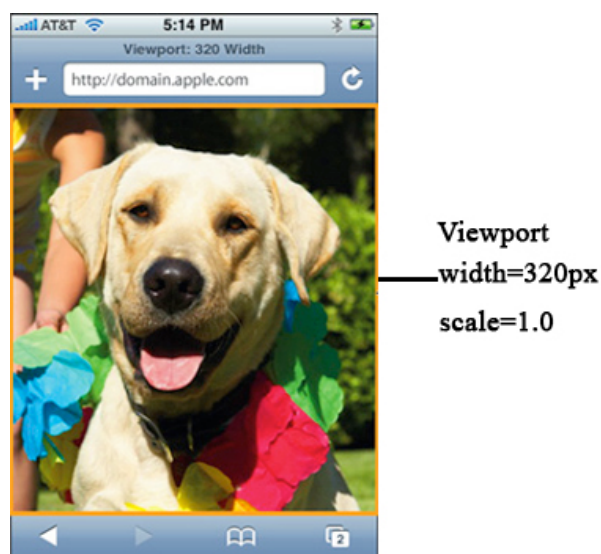 AT&T 5:14 PM
Viewport: 320 Width
http://domain.apple.com
Viewport
width=320px
scale=1.0
2